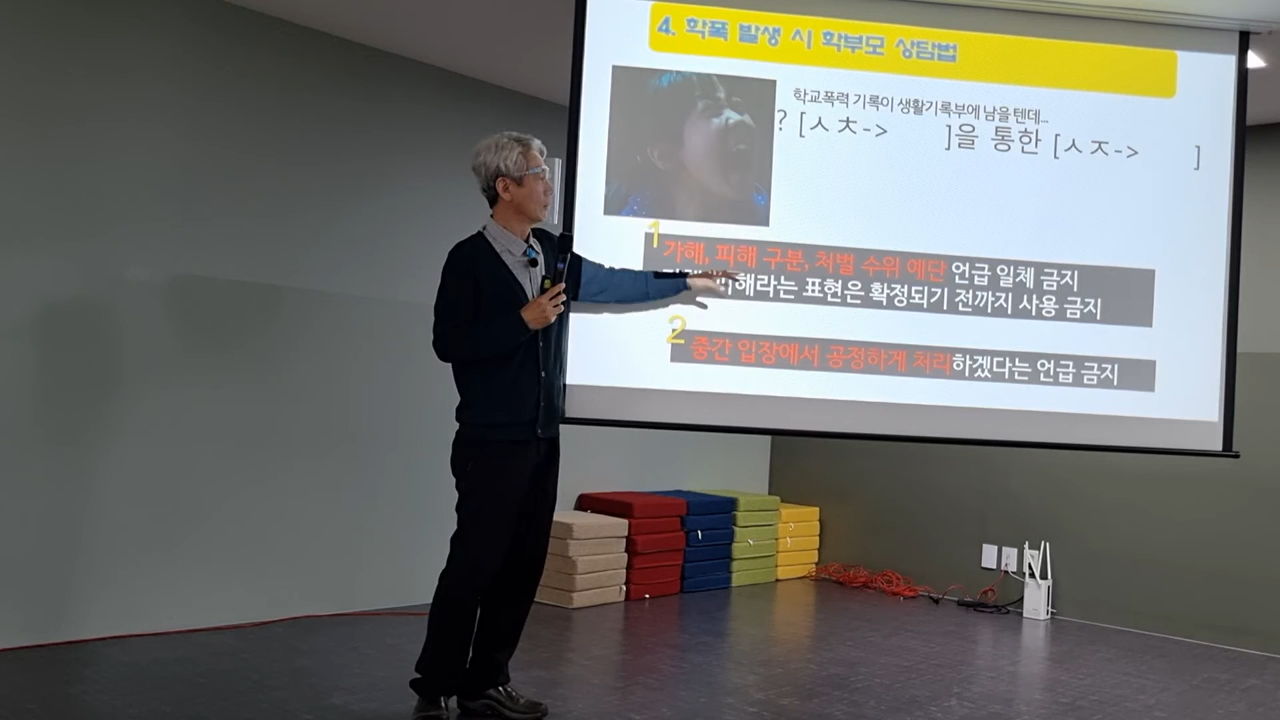 4. 학폭 발생 시 학부모 상담법
학교폭력 기록이 생활기록부에 남을 텐데...
? [ㅅㅊ-> ]을 통한 [ㅅㅈ-> ]
1
가해, 피해 구분, 처벌 수위 예단 언급 일체 금지
해라는 표현은 확정되기 전까지 사용 금지
2
중간 입장에서 공정하게 처리하겠다는 언급 금지